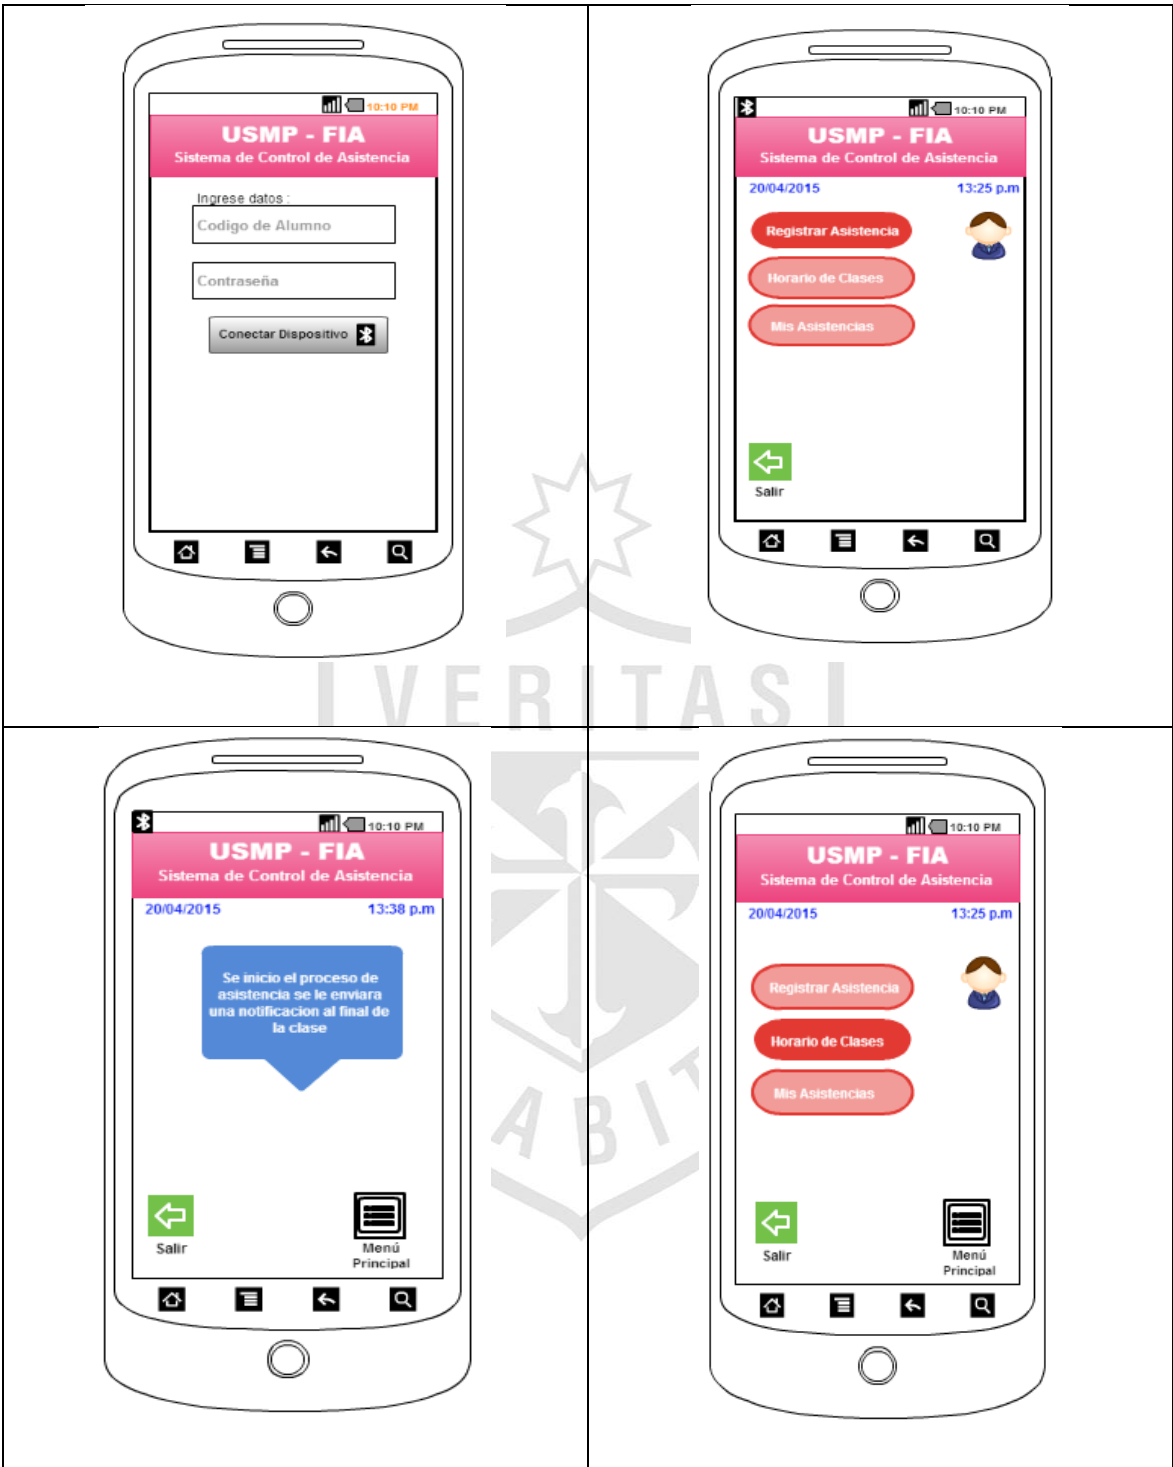 10:10 PM
USMP - FIA
Sistema de Control de Asistencia
Ingrese datos :
Codigo de Alumno
Contraseña
Conectar Dispositivo
10:10 PM
USMP - FIA
Sistema de Control de Asistencia
20/04/2015
13:25 p.m
Registrar Asistencia
Horario de Clases
Mis Asistencias
Salir
VERITAS
10:10 PM
USMP - FIA
Sistema de Control de Asistencia
20/04/2015
13:38 p.m
Se inicio el proceso de
asistencia se le enviara
una notificacion al final de
la clase
Salir
Menú
Principal
10:10 PM
USMP - FIA
Sistema de Control de Asistencia
20/04/2015
13:25 p.m
Registrar Asistencia
Horario de Clases
Mis Asistencias
Salir
Menú
Principal